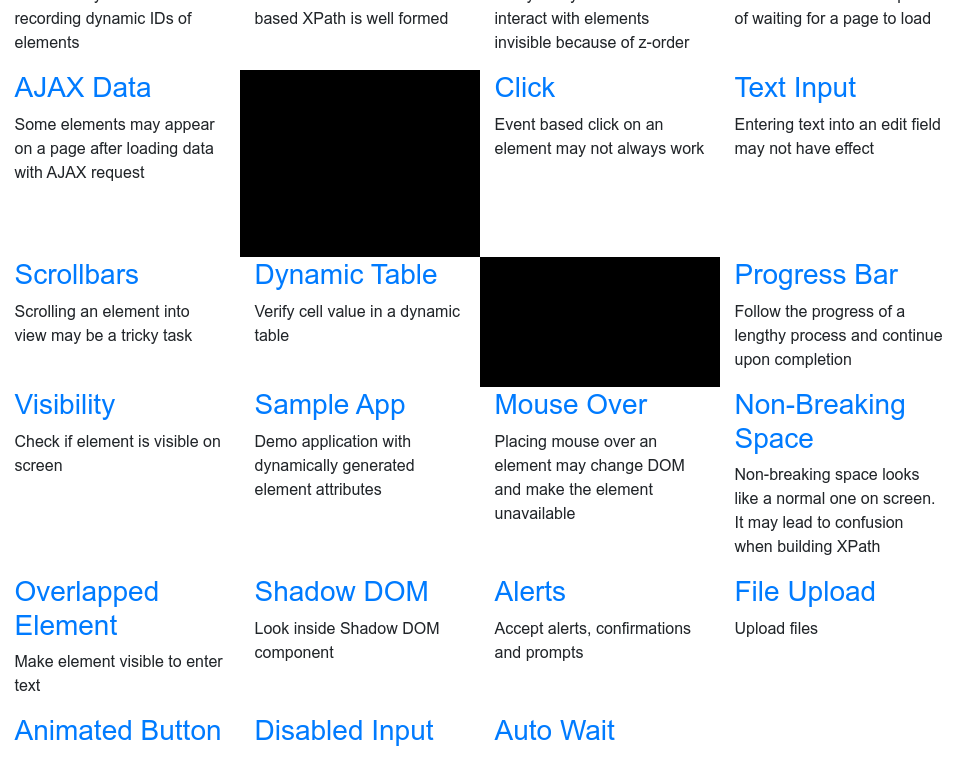 recording dynamic IDs of
elements
based XPath is well formed
interact with elements
invisible because of z-order
of waiting for a page to load
AJAX Data
Some elements may appear
on a page after loading data
with AJAX request
Click
Event based click on an
element may not always work
Text Input
Entering text into an edit field
may not have effect
Scrollbars
Scrolling an element into
view may be a tricky task
Dynamic Table
Verify cell value in a dynamic
table
Progress Bar
Follow the progress of a
lengthy process and continue
upon completion
Visibility
Check if element is visible on
screen
Sample App
Demo application with
dynamically generated
element attributes
Mouse Over
Placing mouse over an
element may change DOM
and make the element
unavailable
Non-Breaking
Space
Non-breaking space looks
like a normal one on screen.
It may lead to confusion
when building XPath
Overlapped
Element
Make element visible to enter
text
Shadow DOM
Look inside Shadow DOM
component
Alerts
Accept alerts, confirmations
and prompts
File Upload
Upload files
Animated Button
Disabled Input
Auto Wait